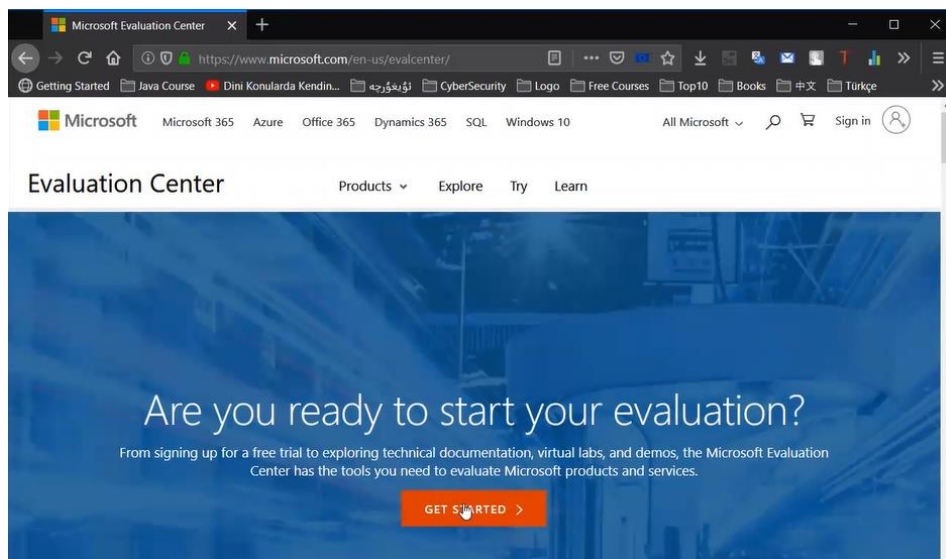 Microsoft Evaluation Center
https://www.microsoft.com/en-us/evalcenter/
Getting Started Java Course Dini Konularda Kendin... ئۇيغۇرچە CyberSecurity Logo Free Courses Top10 Books 中文 Türkçe
Microsoft Microsoft 365 Azure Office 365 Dynamics 365 SQL Windows 10 All Microsoft Sign in
Evaluation Center Products Explore Try Learn
Are you ready to start your evaluation?
From signing up for a free trial to exploring technical documentation, virtual labs, and demos, the Microsoft Evaluation
Center has the tools you need to evaluate Microsoft products and services.
GET STARTED